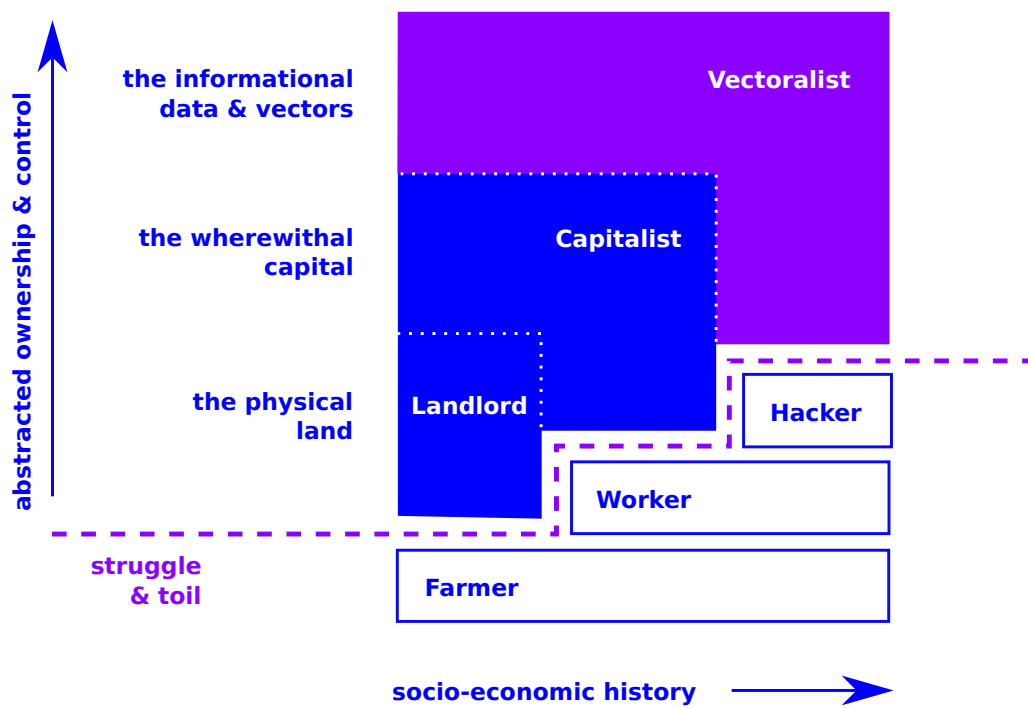 the informational
data & vectors
Vectoralist
abstracted ownership & control
the wherewithal
capital
Capitalist
the physical
land
Landlord
Hacker
Worker
struggle
& toil
Farmer
socio-economic history